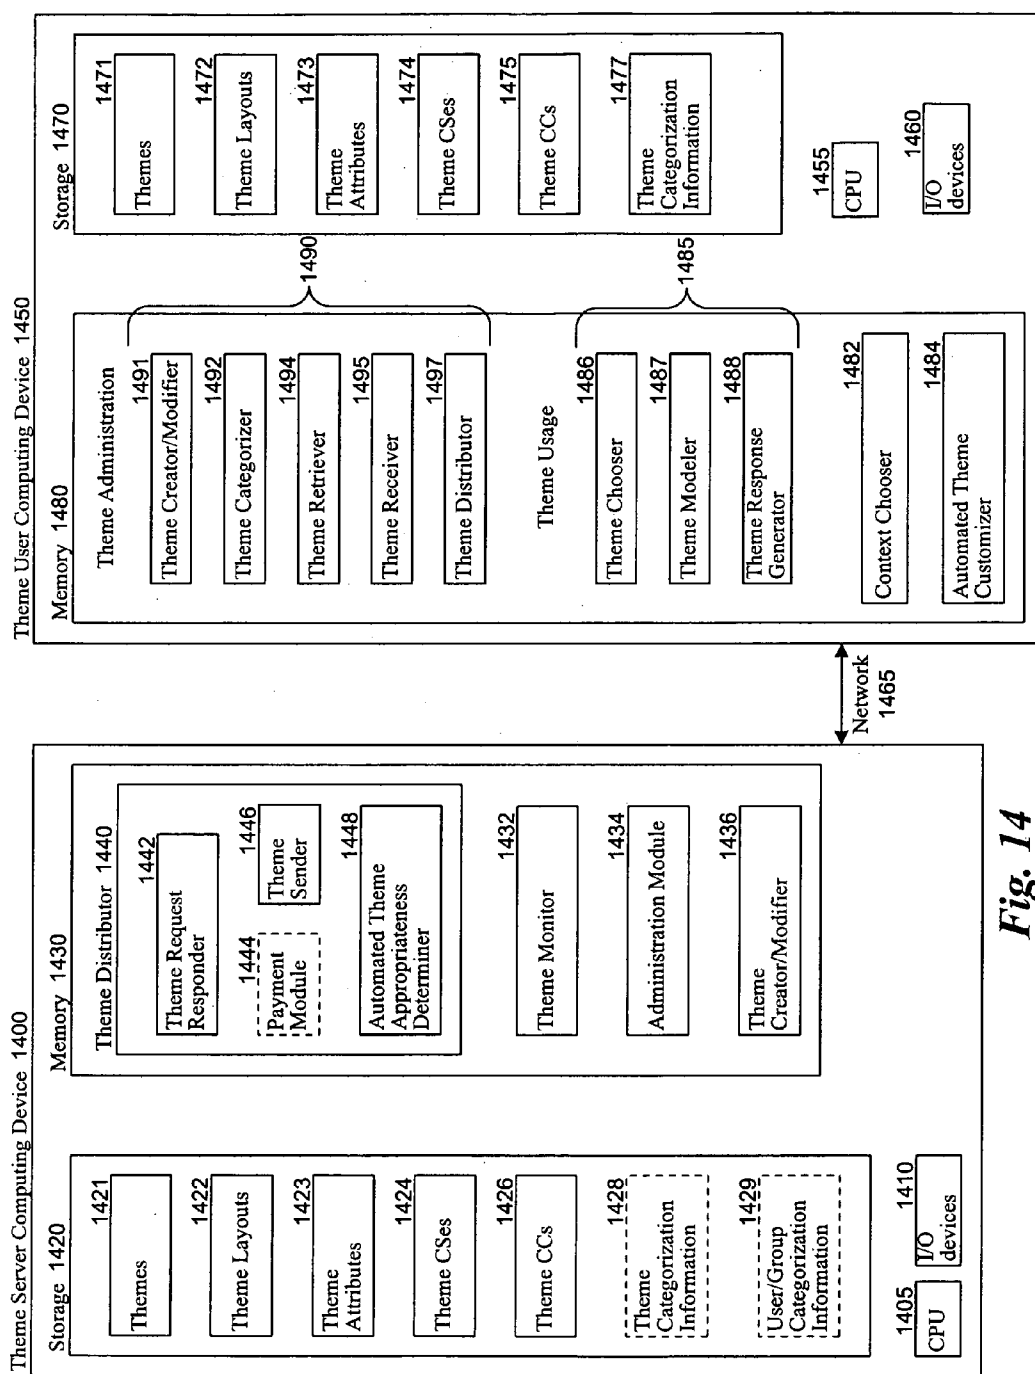 Theme Server Computing Device 1400
Storage 1420
1421
Themes
1422
Theme Layouts
1423
Theme
Attributes
1424
Theme CSes
1426
Theme CCs
1428
Theme
Categorization
Information
1429
User/Group
Categorization
Information
1405
CPU
1410
I/O
devices
Memory 1430
Theme Distributor 1440
1442
Theme Request
Responder
1444
Payment
Module
1446
Theme
Sender
1448
Automated Theme
Appropriateness
Determiner
1432
Theme Monitor
1434
Administration Module
1436
Theme
Creator/Modifier
Network
1465
Theme User Computing Device 1450
Memory 1480
Theme Administration
1491
Theme Creator/Modifier
1492
Theme Categorizer
1494
Theme Retriever
1495
Theme Receiver
1497
Theme Distributor
1490
Theme Usage
1486
Theme Chooser
1487
Theme Modeler
1488
Theme Response
Generator
1485
1482
Context Chooser
1484
Automated Theme
Customizer
Storage 1470
1471
Themes
1472
Theme Layouts
1473
Theme
Attributes
1474
Theme CSes
1475
Theme CCs
1477
Theme
Categorization
Information
1455
CPU
1460
I/O
devices
Fig. 14